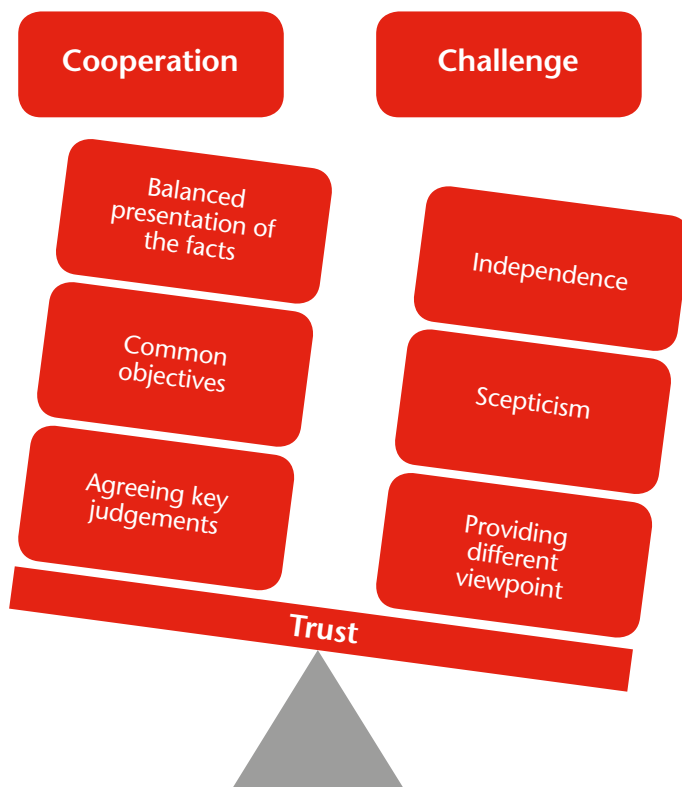 Cooperation
Challenge
Balanced
presentation of
the facts
Common
objectives
Agreeing key
judgements
Independence
Scepticism
Providing
different
viewpoint
Trust